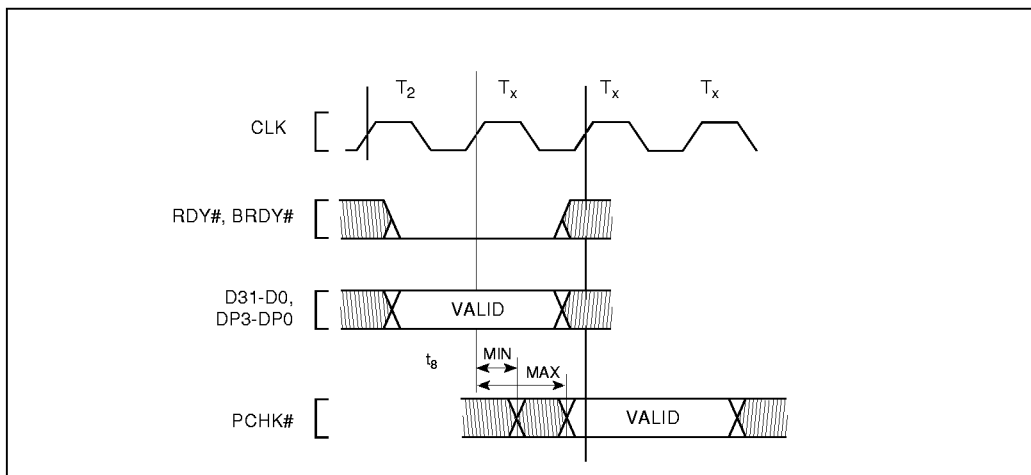 T2 Tx Tx Tx
CLK
RDY#, BRDY#
D31-D0,
DP3-DP0
VALID
t8
MIN
MAX
PCHK#
VALID